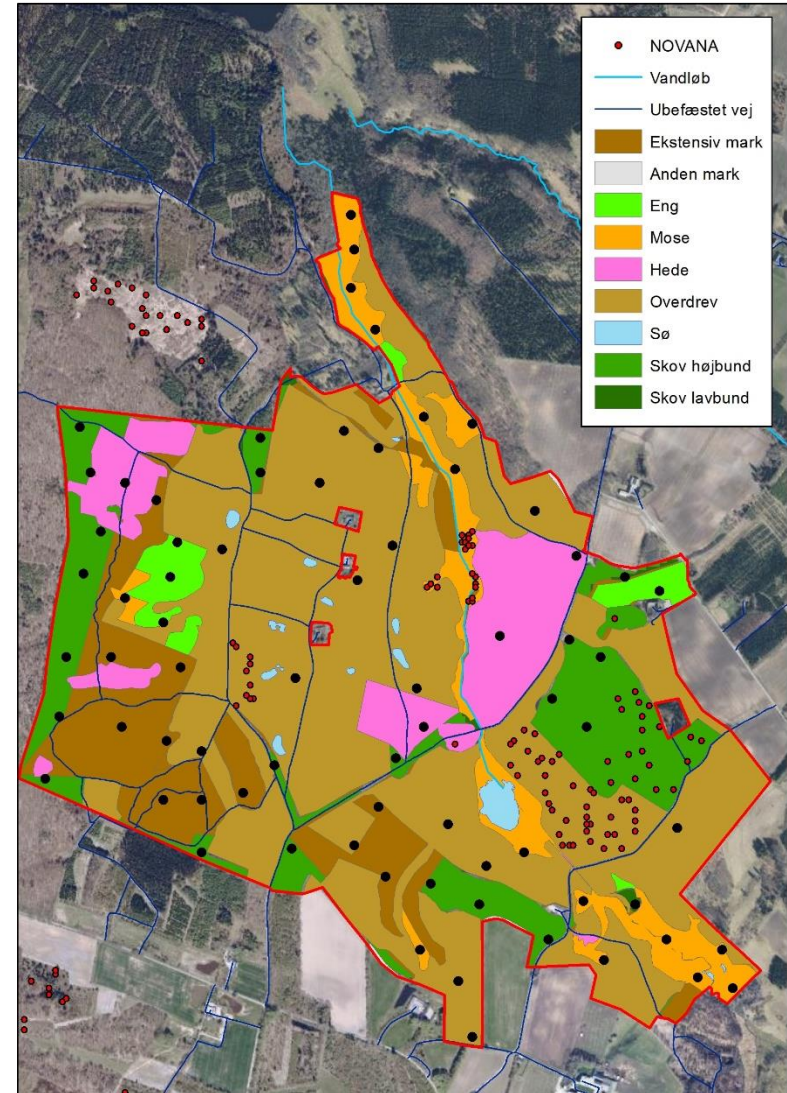 NOVANA
Vandløb
Ubefæstet vej
Ekstensiv mark
Anden mark
Eng
Mose
Hede
Overdrev
Sø
Skov højbund
Skov lavbund